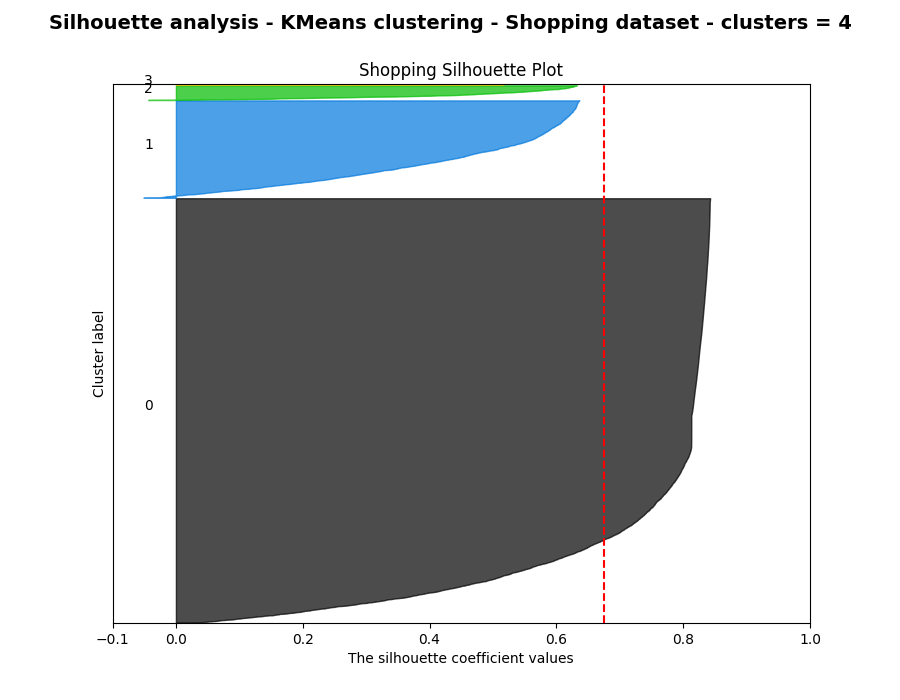 Silhouette analysis - KMeans clustering - Shopping dataset - clusters = 4
Shopping Silhouette Plot
3
2
1
0
Cluster label
−0.1 0.0 0.2 0.4 0.6 0.8 1.0
The silhouette coefficient values